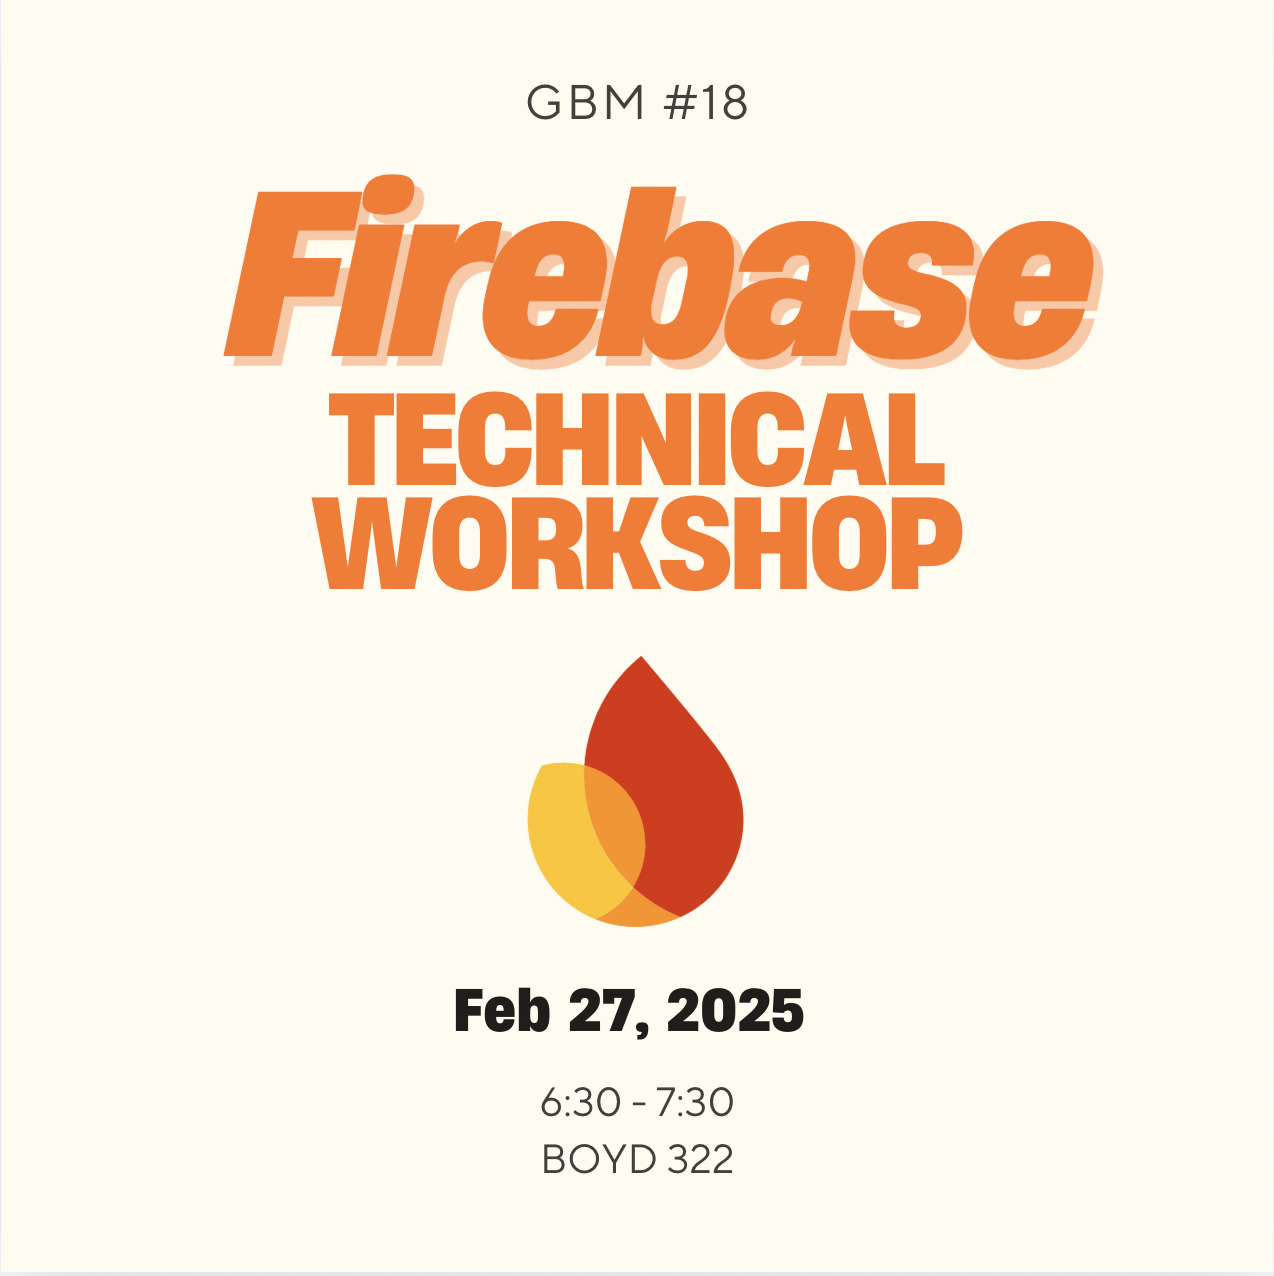 GBM #18
Firebase
TECHNICAL
WORKSHOP
Feb 27, 2025
6:30 - 7:30
BOYD 322